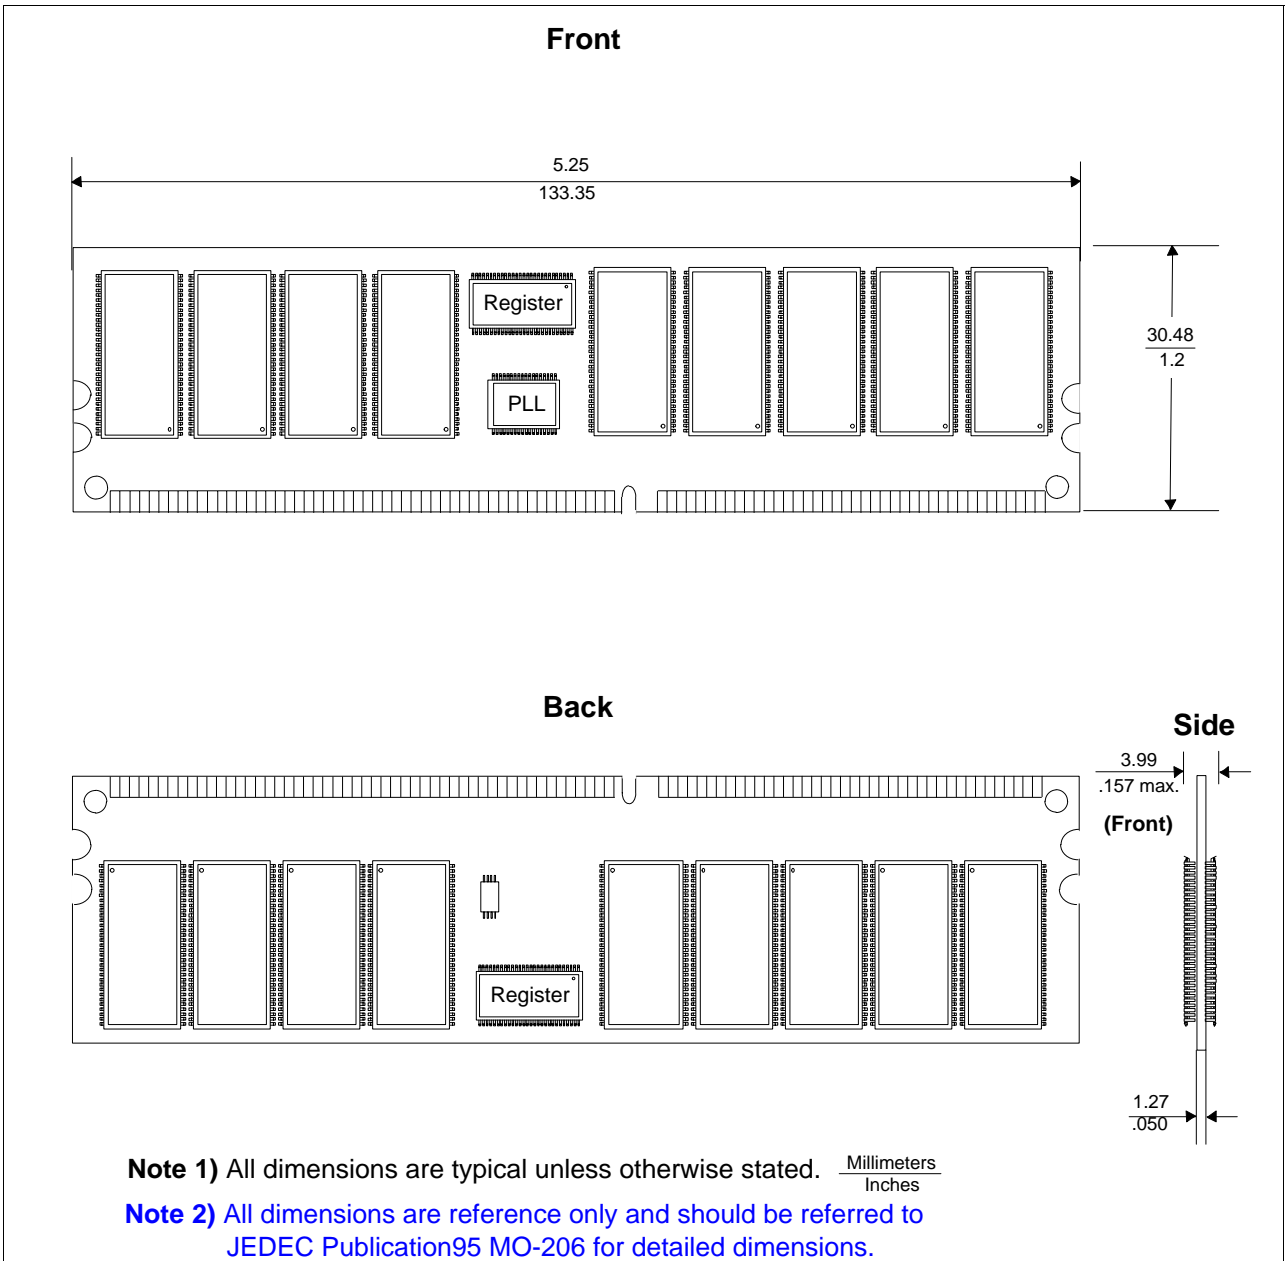 Front
5.25
133.35
Register
PLL
30.48
1.2
Back
Side
3.99
.157 max.
(Front)
Register
1.27
.050
Note 1) All dimensions are typical unless otherwise stated. Millimeters
Inches
Note 2) All dimensions are reference only and should be referred to
JEDEC Publication95 MO-206 for detailed dimensions.